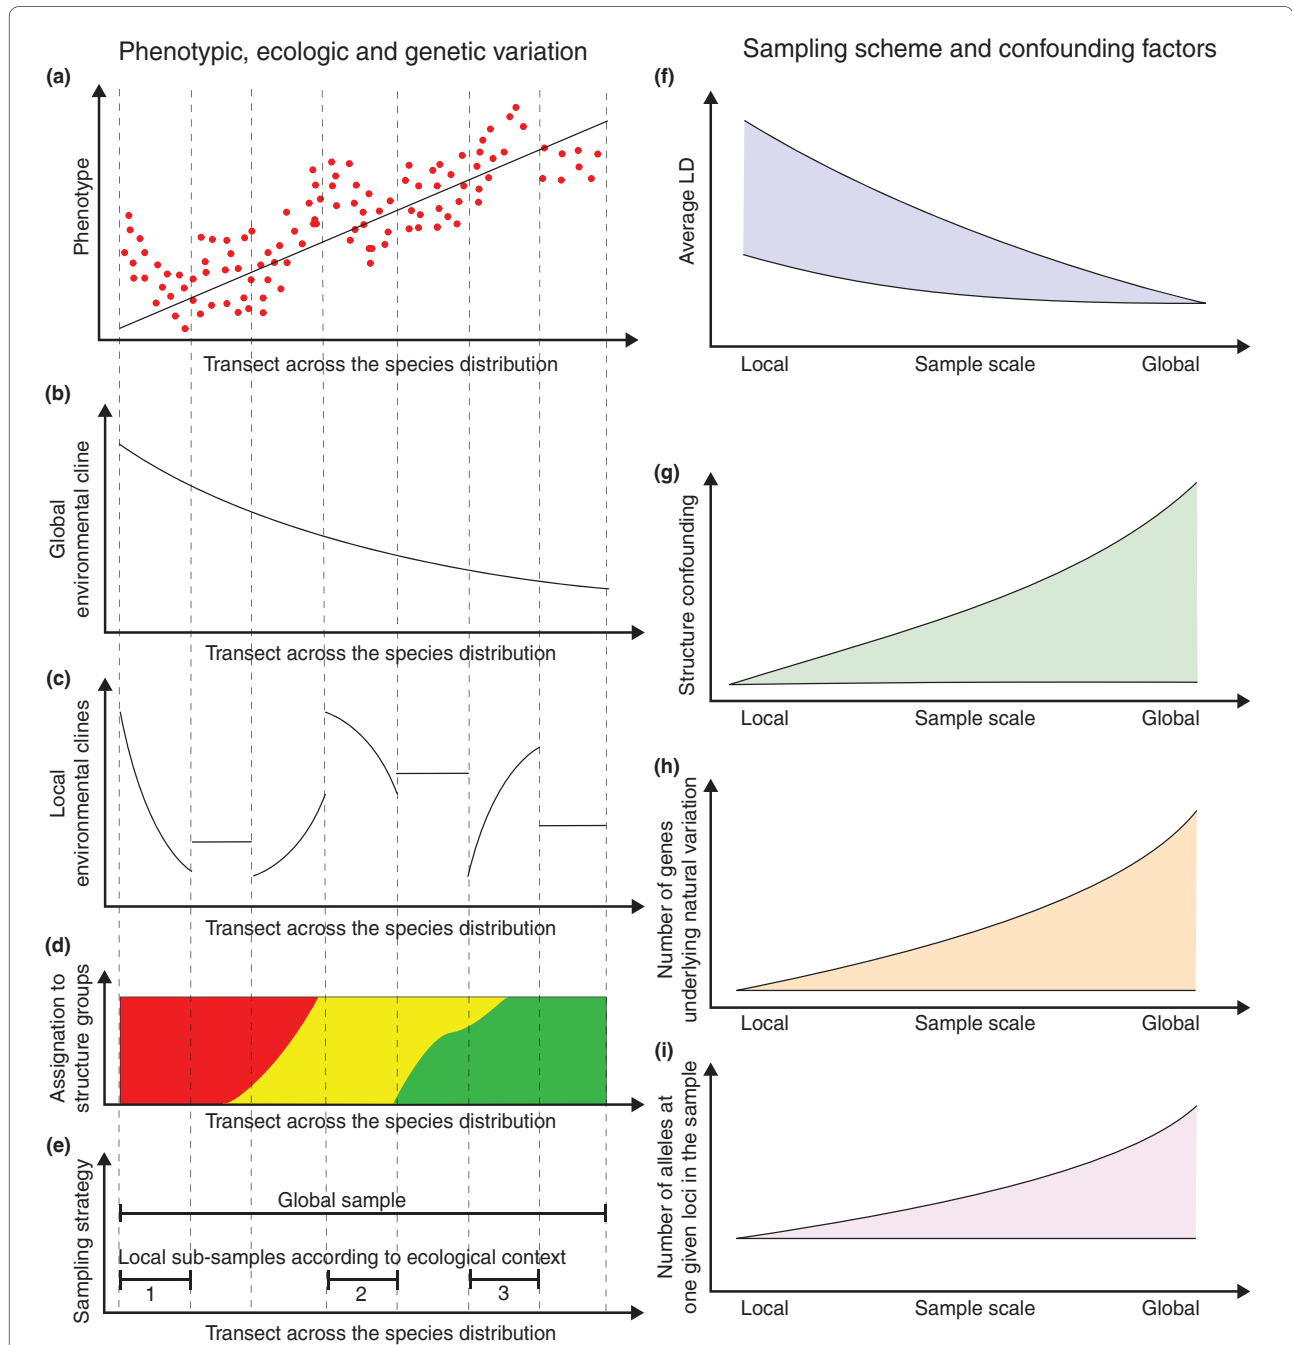 Phenotypic, ecologic and genetic variation
(a)
Phenotype
Transect across the species distribution
(b)
Global
environmental cline
Transect across the species distribution
(c)
Local
environmental clines
Transect across the species distribution
(d)
Assignation to
structure groups
Transect across the species distribution
(e)
Sampling strategy
Global sample
Local sub-samples according to ecological context
1 2 3
Transect across the species distribution
Sampling scheme and confounding factors
(f)
Average LD
Local Sample scale Global
(g)
Structure confounding
Local Sample scale Global
(h)
Number of genes
underlying natural variation
Local Sample scale Global
(i)
Number of alleles at
one given loci in the sample
Local Sample scale Global